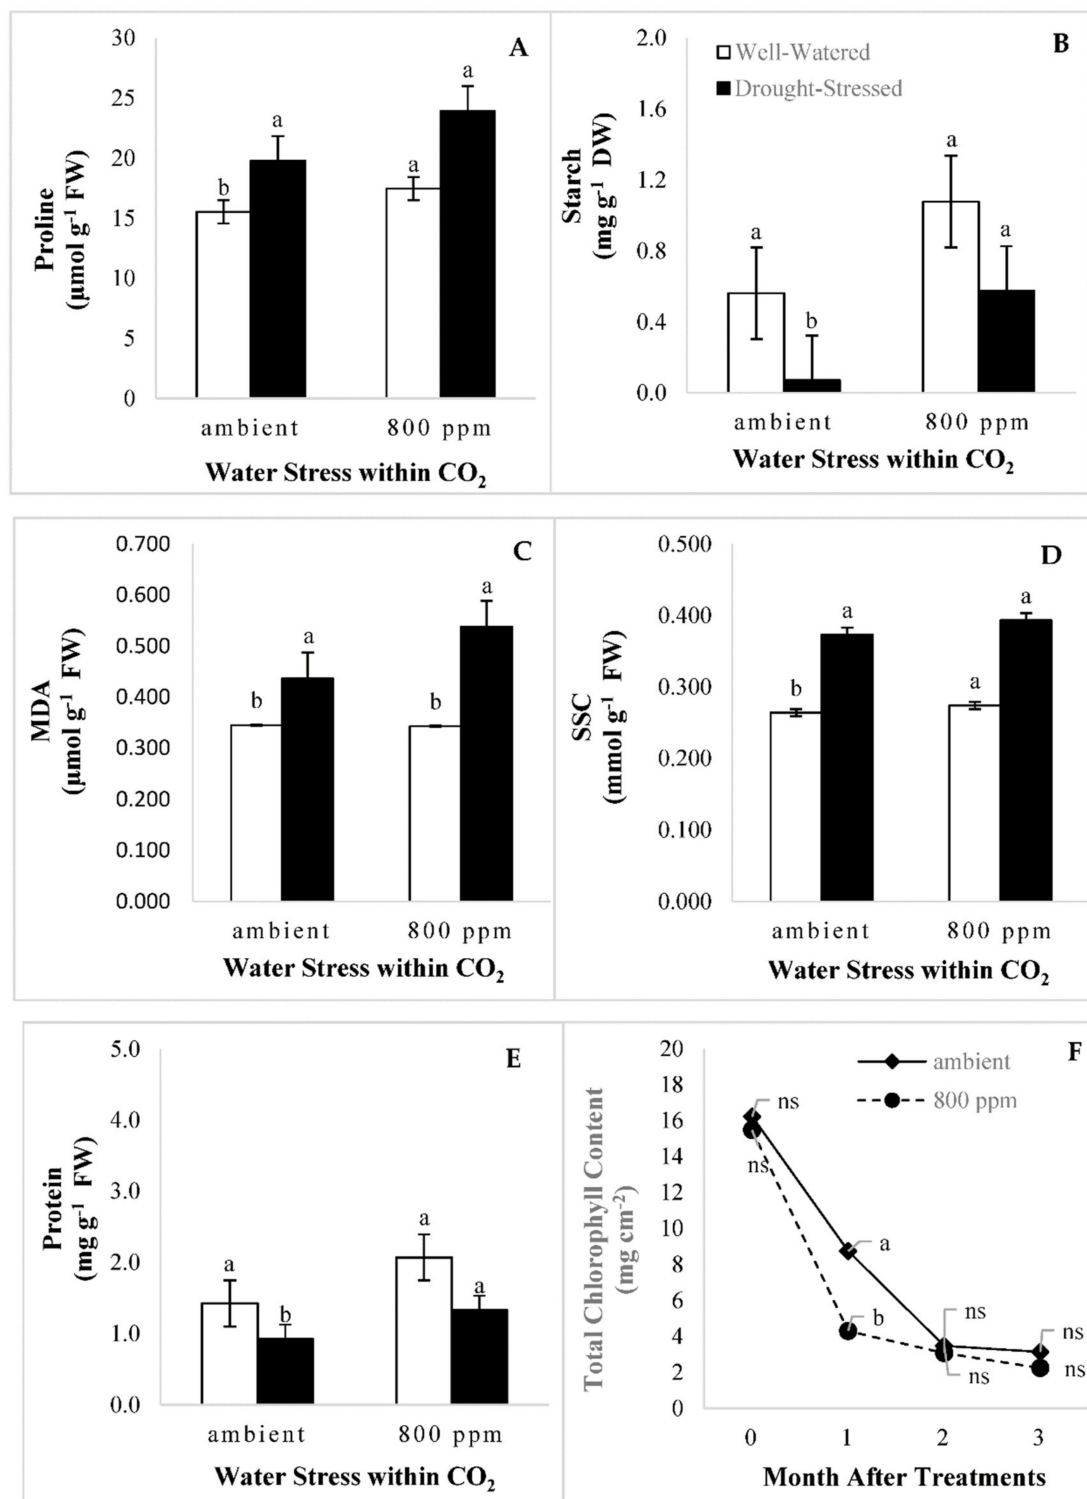 A
30
25
20
15
10
5
0
Proline
(µmol g⁻¹ FW)
b
a
a
a
ambient
800 ppm
Water Stress within CO₂
B
2.0
1.6
1.2
0.8
0.4
0.0
Starch
(mg g⁻¹ DW)
Well-Watered
Drought-Stressed
a
b
a
a
ambient
800 ppm
Water Stress within CO₂
C
0.700
0.600
0.500
0.400
0.300
0.200
0.100
0.000
MDA
(µmol g⁻¹ FW)
b
a
b
a
ambient
800 ppm
Water Stress within CO₂
D
0.500
0.400
0.300
0.200
0.100
0.000
SSC
(mmol g⁻¹ FW)
b
a
a
a
ambient
800 ppm
Water Stress within CO₂
E
5.0
4.0
3.0
2.0
1.0
0.0
Protein
(mg g⁻¹ FW)
a
b
a
a
ambient
800 ppm
Water Stress within CO₂
F
20
18
16
14
12
10
8
6
4
2
0
Total Chlorophyll Content
(mg cm⁻²)
ambient
800 ppm
ns
ns
a
b
ns
ns
ns
ns
0
1
2
3
Month After Treatments